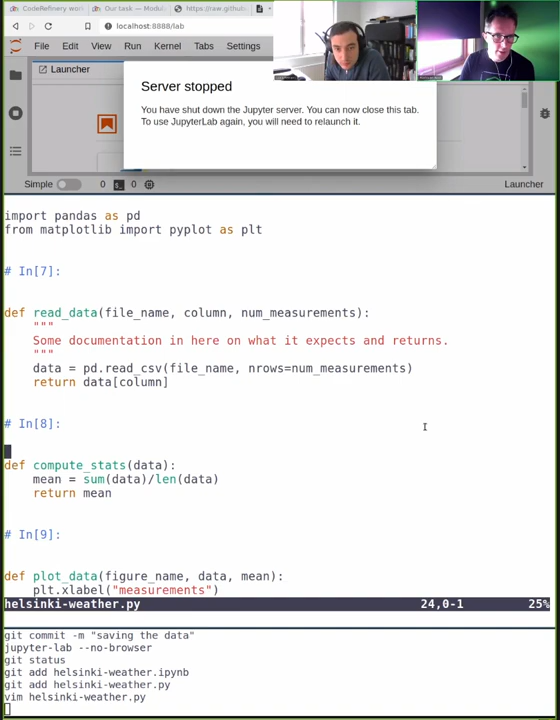 CodeRefinery wor
Our task — Modul
https://raw.github
localhost:8888/lab
File Edit View Run Kernel Tabs Settings
Launcher
Server stopped
You have shut down the Jupyter server. You can now close this tab.
To use JupyterLab again, you will need to relaunch it.
Simple 0 0 Launcher
import pandas as pd
from matplotlib import pyplot as plt
# In[7]:
def read_data(file_name, column, num_measurements):
"""
Some documentation in here on what it expects and returns.
"""
data = pd.read_csv(file_name, nrows=num_measurements)
return data[column]
# In[8]:
def compute_stats(data):
mean = sum(data)/len(data)
return mean
# In[9]:
def plot_data(figure_name, data, mean):
plt.xlabel("measurements")
helsinki-weather.py 24,0-1 25%
git commit -m "saving the data"
jupyter-lab --no-browser
git status
git add helsinki-weather.ipynb
git add helsinki-weather.py
vim helsinki-weather.py